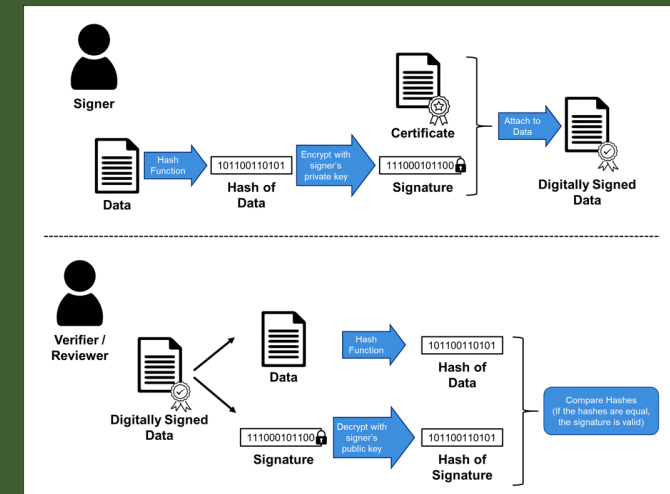 Signer
Certificate
Data
Hash
Function
101100110101
Hash of
Data
Encrypt with
signer's
private key
111000101100
Signature
Attach to
Data
Digitally Signed
Data
Verifier /
Reviewer
Digitally Signed
Data
Data
Hash
Function
101100110101
Hash of
Data
111000101100
Signature
Decrypt with
signer's
public key
101100110101
Hash of
Signature
Compare Hashes
(If the hashes are equal,
the signature is valid)